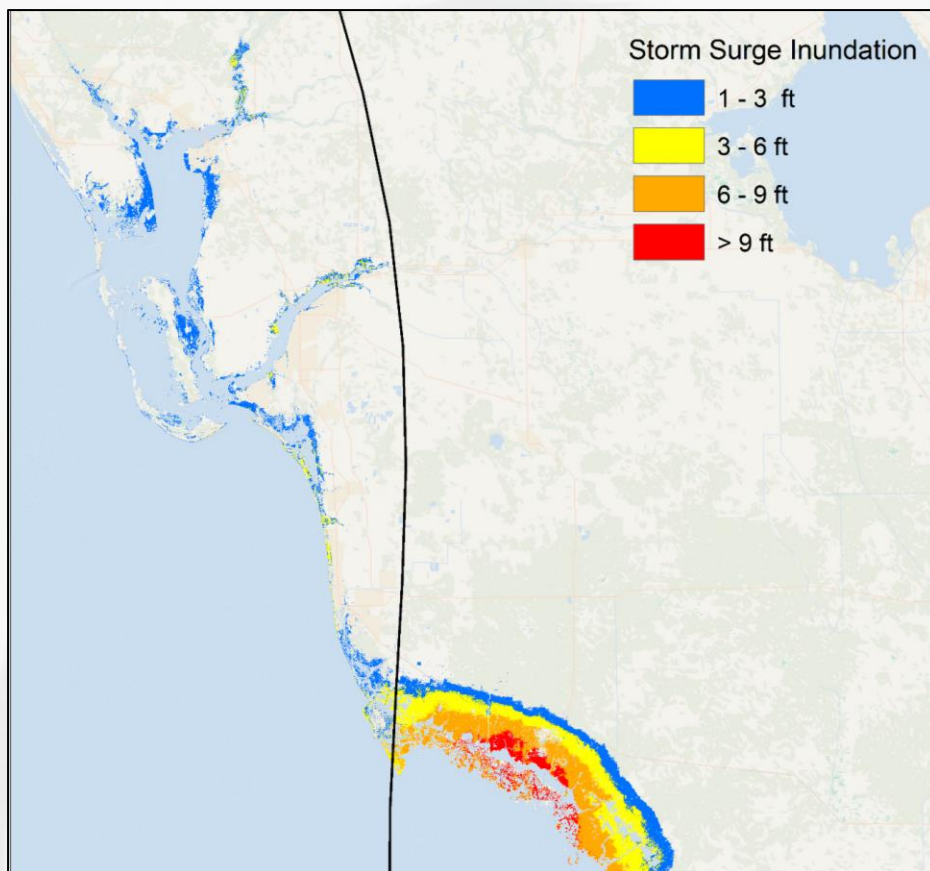 Storm Surge Inundation
1 - 3 ft
3 - 6 ft
6 - 9 ft
> 9 ft